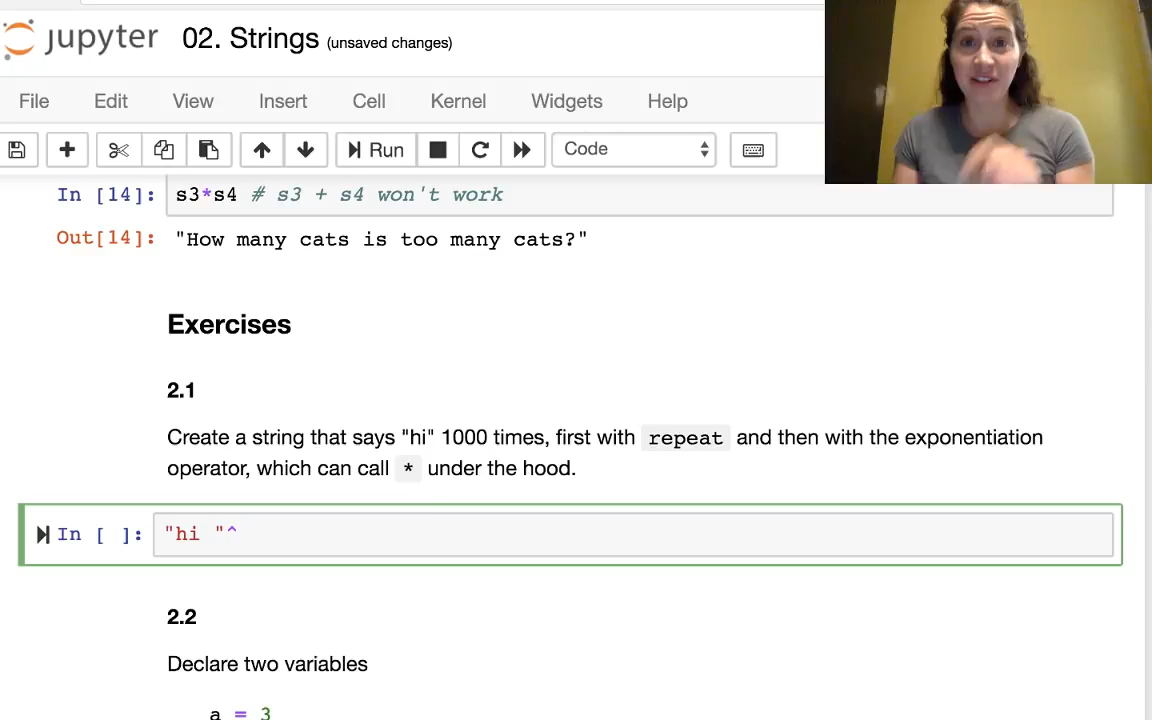 jupyter 02. Strings (unsaved changes)
File Edit View Insert Cell Kernel Widgets Help
Run Code
In [14]: s3*s4 # s3 + s4 won't work
Out[14]: "How many cats is too many cats?"
Exercises
2.1
Create a string that says "hi" 1000 times, first with repeat and then with the exponentiation
operator, which can call * under the hood.
In [ ]: "hi "^
2.2
Declare two variables
a = 3